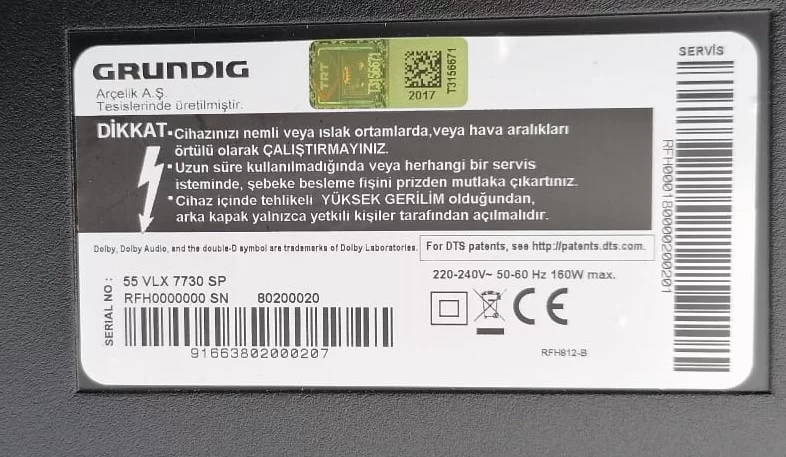 GRUNDIG
Arçelik A.Ş.
Tesislerinde üretilmiştir.
TRT
T3156671
2017
T3156671
SERVİS
DİKKAT
•Cihazınızı nemli veya ıslak ortamlarda,veya hava aralıkları
örtülü olarak ÇALIŞTIRMAYINIZ.
•Uzun süre kullanılmadığında veya herhangi bir servis
isteminde, şebeke besleme fişini prizden mutlaka çıkartınız.
•Cihaz içinde tehlikeli YÜKSEK GERİLİM olduğundan,
arka kapak yalnızca yetkili kişiler tarafından açılmalıdır.
Dolby, Dolby Audio, and the double-D symbol are trademarks of Dolby Laboratories.
For DTS patents, see http://patents.dts.com.
SERIAL NO :
55 VLX 7730 SP
RFH0000000 SN 80200020
91663802000207
220-240V~ 50-60 Hz 160W max.
CE
RFH812-B